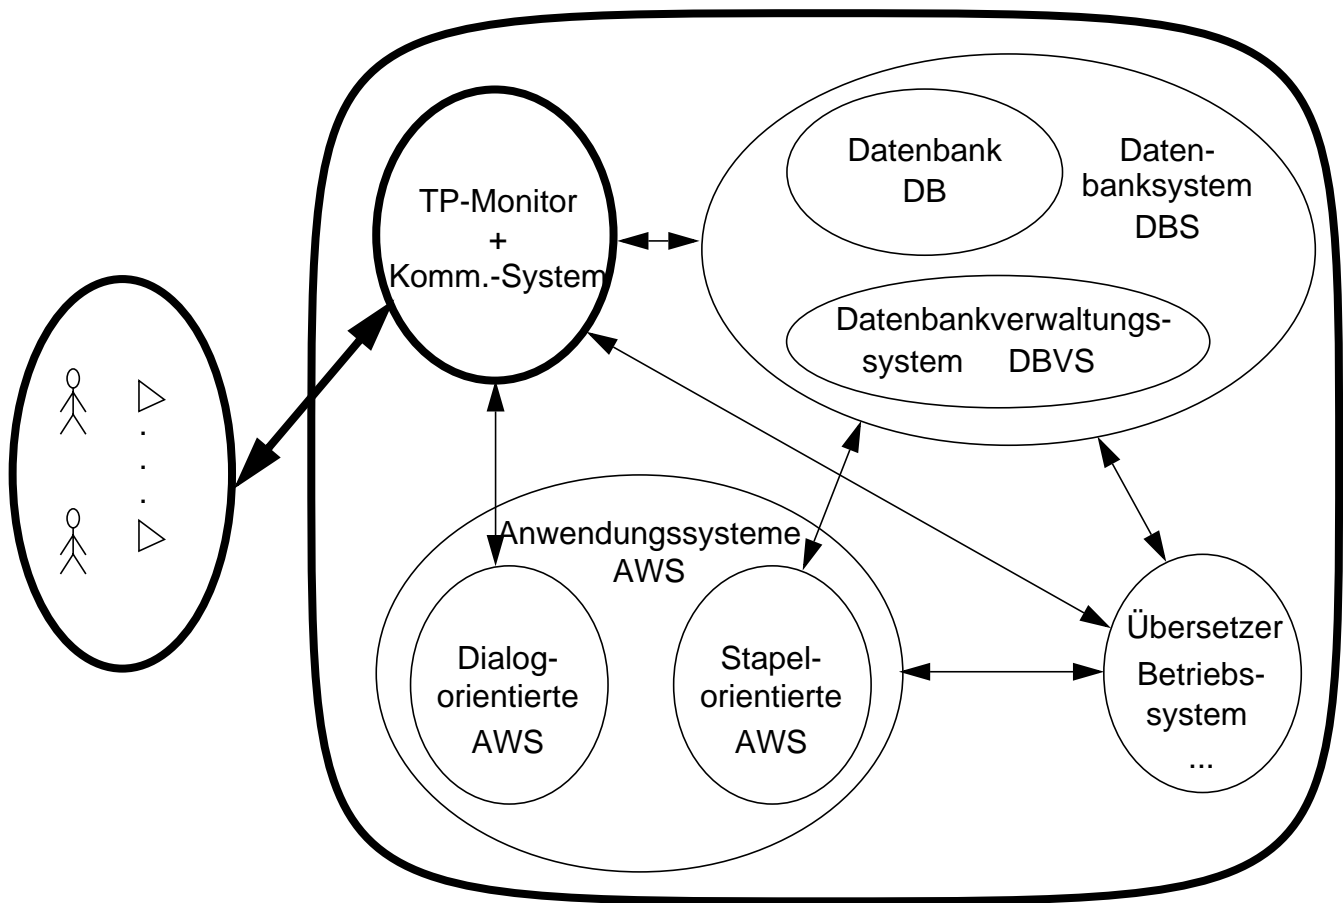 TP-Monitor
+
Komm.-System
Datenbank
DB
Daten-
banksystem
DBS
Datenbankverwaltungs-
system DBVS
.
.
.
Anwendungssysteme
AWS
Dialog-
orientierte
AWS
Stapel-
orientierte
AWS
Übersetzer
Betriebs-
system
...